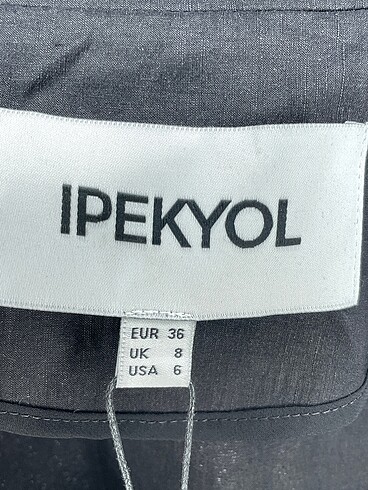 IPEKYOL
EUR 36
UK 8
USA 6